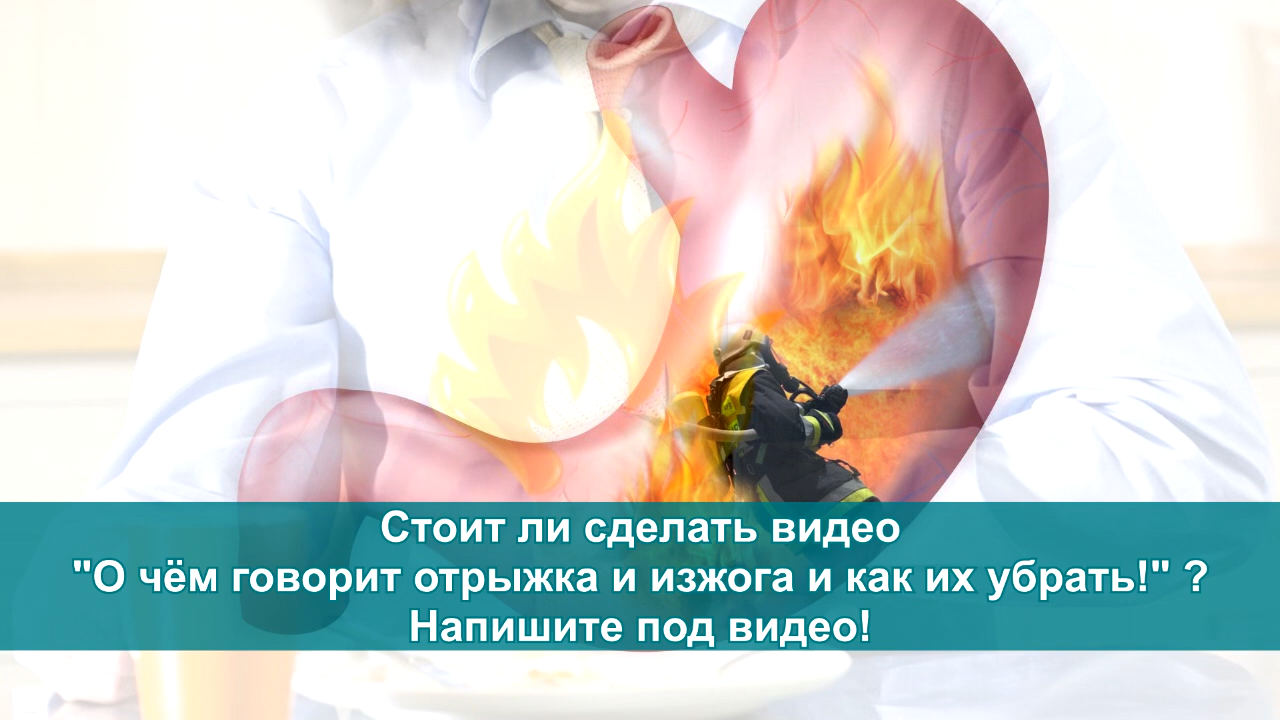 Стоит ли сделать видео
"О чём говорит отрыжка и изжога и как их убрать!" ?
Напишите под видео!